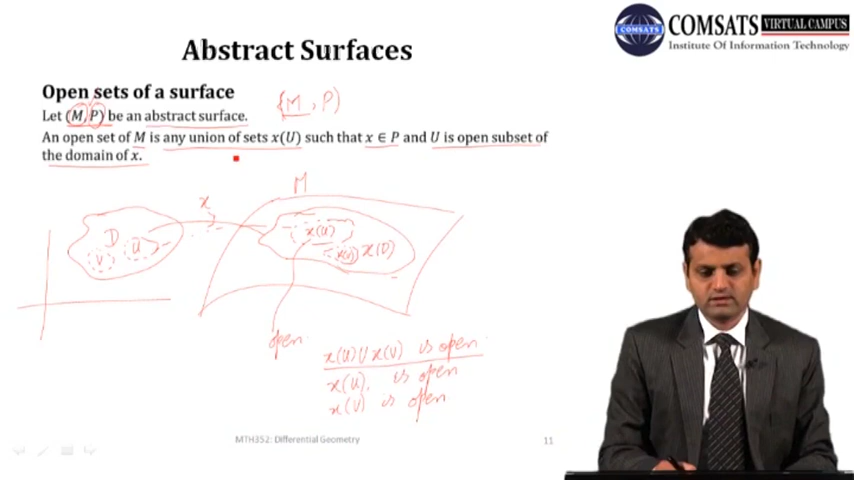 Abstract Surfaces
COMSATS VIRTUAL CAMPUS
Institute Of Information Technology
Open sets of a surface
Let (M, P) be an abstract surface.
{M , P)
An open set of M is any union of sets x(U) such that x ∈ P and U is open subset of
the domain of x.
M
x
D
U
V
x(U)
x(V)
x(D)
open.
x(U) U x(V) is open.
x(U). is open
x(V) is open.
MTH352: Differential Geometry
11